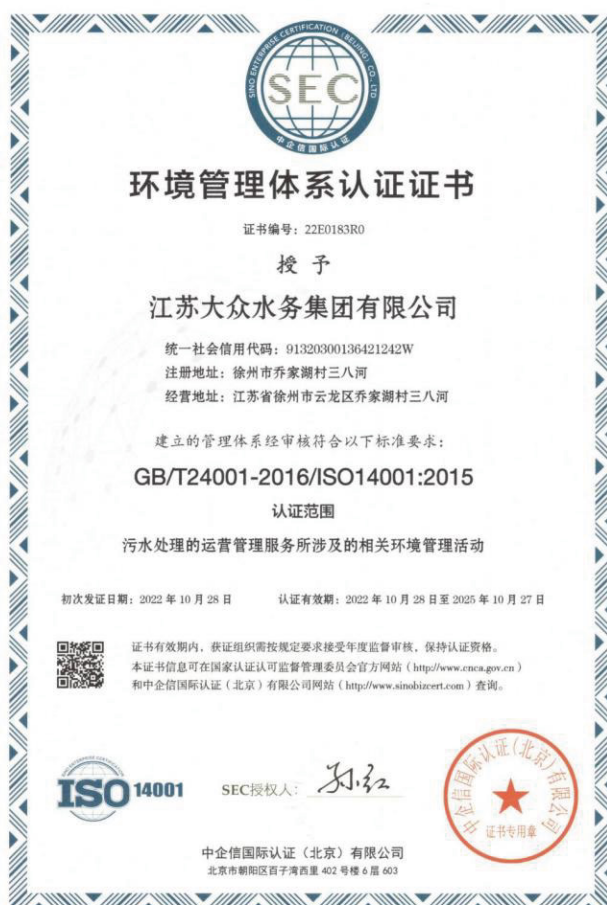 SINO ENTERPRISE CERTIFICATION (BEIJING) CO., LTD
SEC
中企信国际认证
环境管理体系认证证书
证书编号：22E0183R0
授 予
江苏大众水务集团有限公司
统一社会信用代码：91320300136421242W
注册地址：徐州市乔家湖村三八河
经营地址：江苏省徐州市云龙区乔家湖村三八河
建立的管理体系经审核符合以下标准要求：
GB/T24001-2016/ISO14001:2015
认证范围
污水处理的运营管理服务所涉及的相关环境管理活动
初次发证日期：2022 年 10 月 28 日 认证有效期：2022 年 10 月 28 日至 2025 年 10 月 27 日
证书有效期内，获证组织需按规定要求接受年度监督审核，保持认证资格。
本证书信息可在国家认证认可监督管理委员会官方网站（http://www.cnca.gov.cn）
和中企信国际认证（北京）有限公司网站（http://www.sinobizcert.com）查询。
ISO 14001
SEC授权人：孙红
中企信国际认证(北京)有限公司
证书专用章
中企信国际认证（北京）有限公司
北京市朝阳区百子湾西里 402 号楼 6 层 603